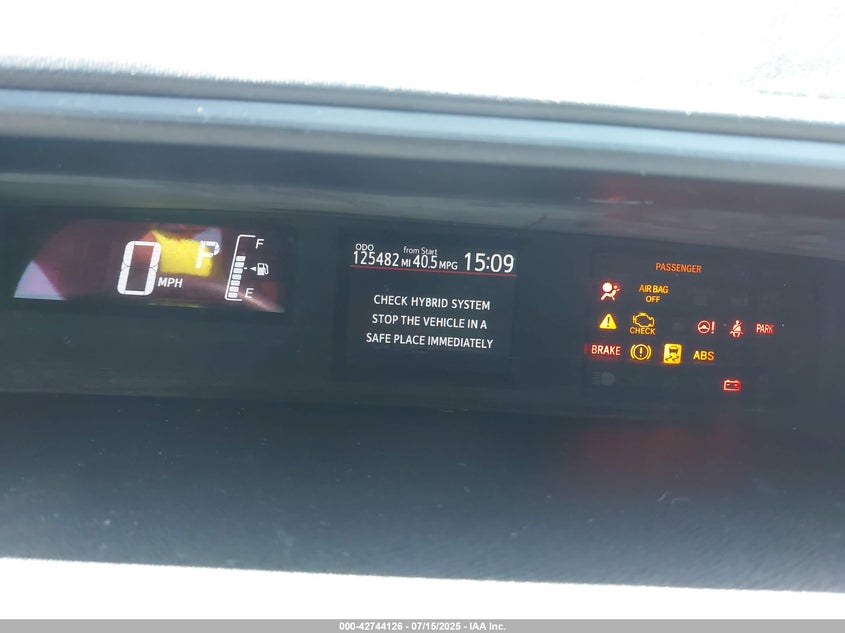 0 MPH
P
F
E
ODO
125482 MI
from Start
40.5 MPG
15:09
CHECK HYBRID SYSTEM
STOP THE VEHICLE IN A
SAFE PLACE IMMEDIATELY
PASSENGER
AIR BAG
OFF
CHECK
PARK
BRAKE
ABS
000-42744126 - 07/15/2025 - IAA Inc.